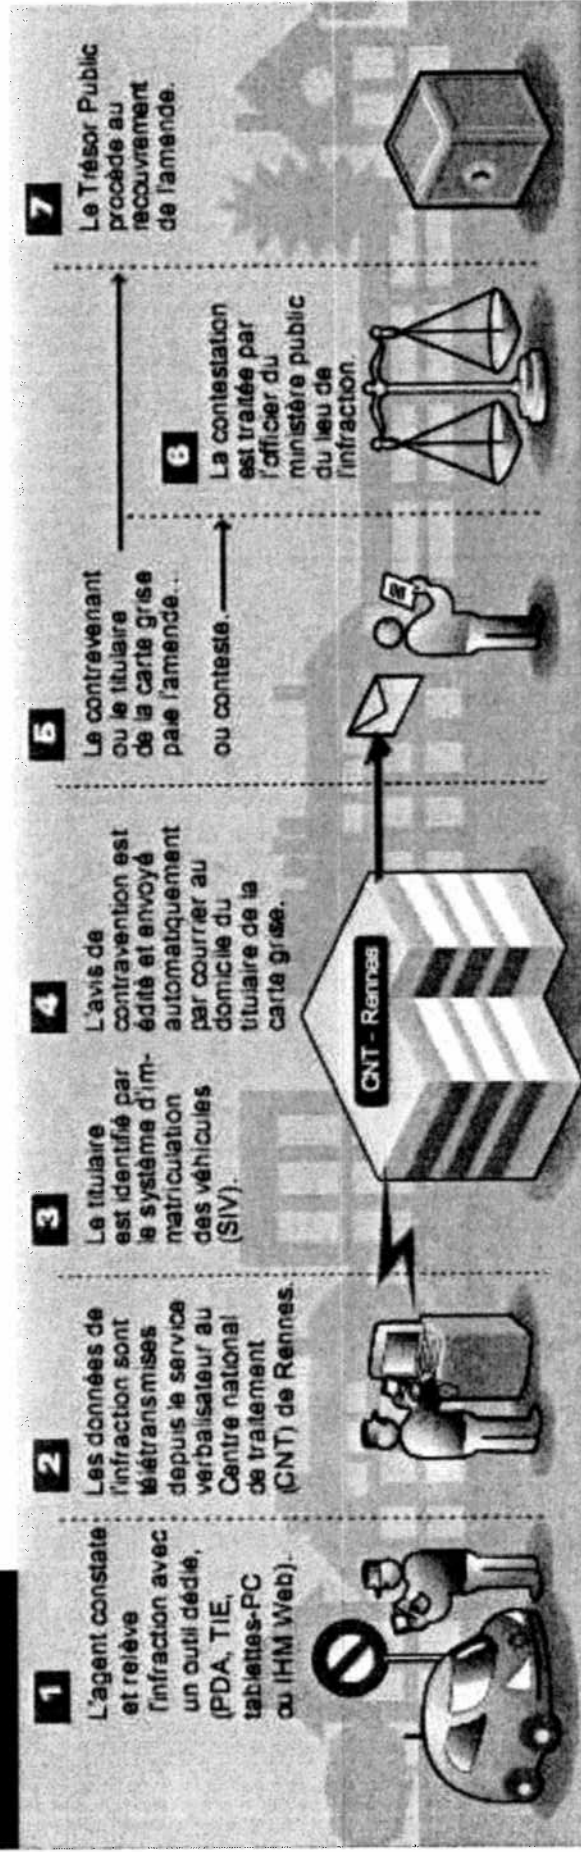 1
L'agent constate
et relève
l'infraction avec
un outil dédié,
(PDA, TIE,
tablettes-PC
ou IHM Web).
2
Les données de
l'infraction sont
télétransmises
depuis le service
verbalisateur au
Centre national
de traitement
(CNT) de Rennes.
3
Le titulaire
est identifié par
le système d'im-
matriculation
des véhicules
(SIV).
4
L'avis de
contravention est
édité et envoyé
automatiquement
par courrier au
domicile du
titulaire de la
carte grise.
CNT - Rennes
5
Le contrevenant
ou le titulaire
de la carte grise
paie l'amende...
ou conteste.
6
La contestation
est traitée par
l'officier du
ministère public
du lieu de
l'infraction.
7
Le Trésor Public
procède au
recouvrement
de l'amende.